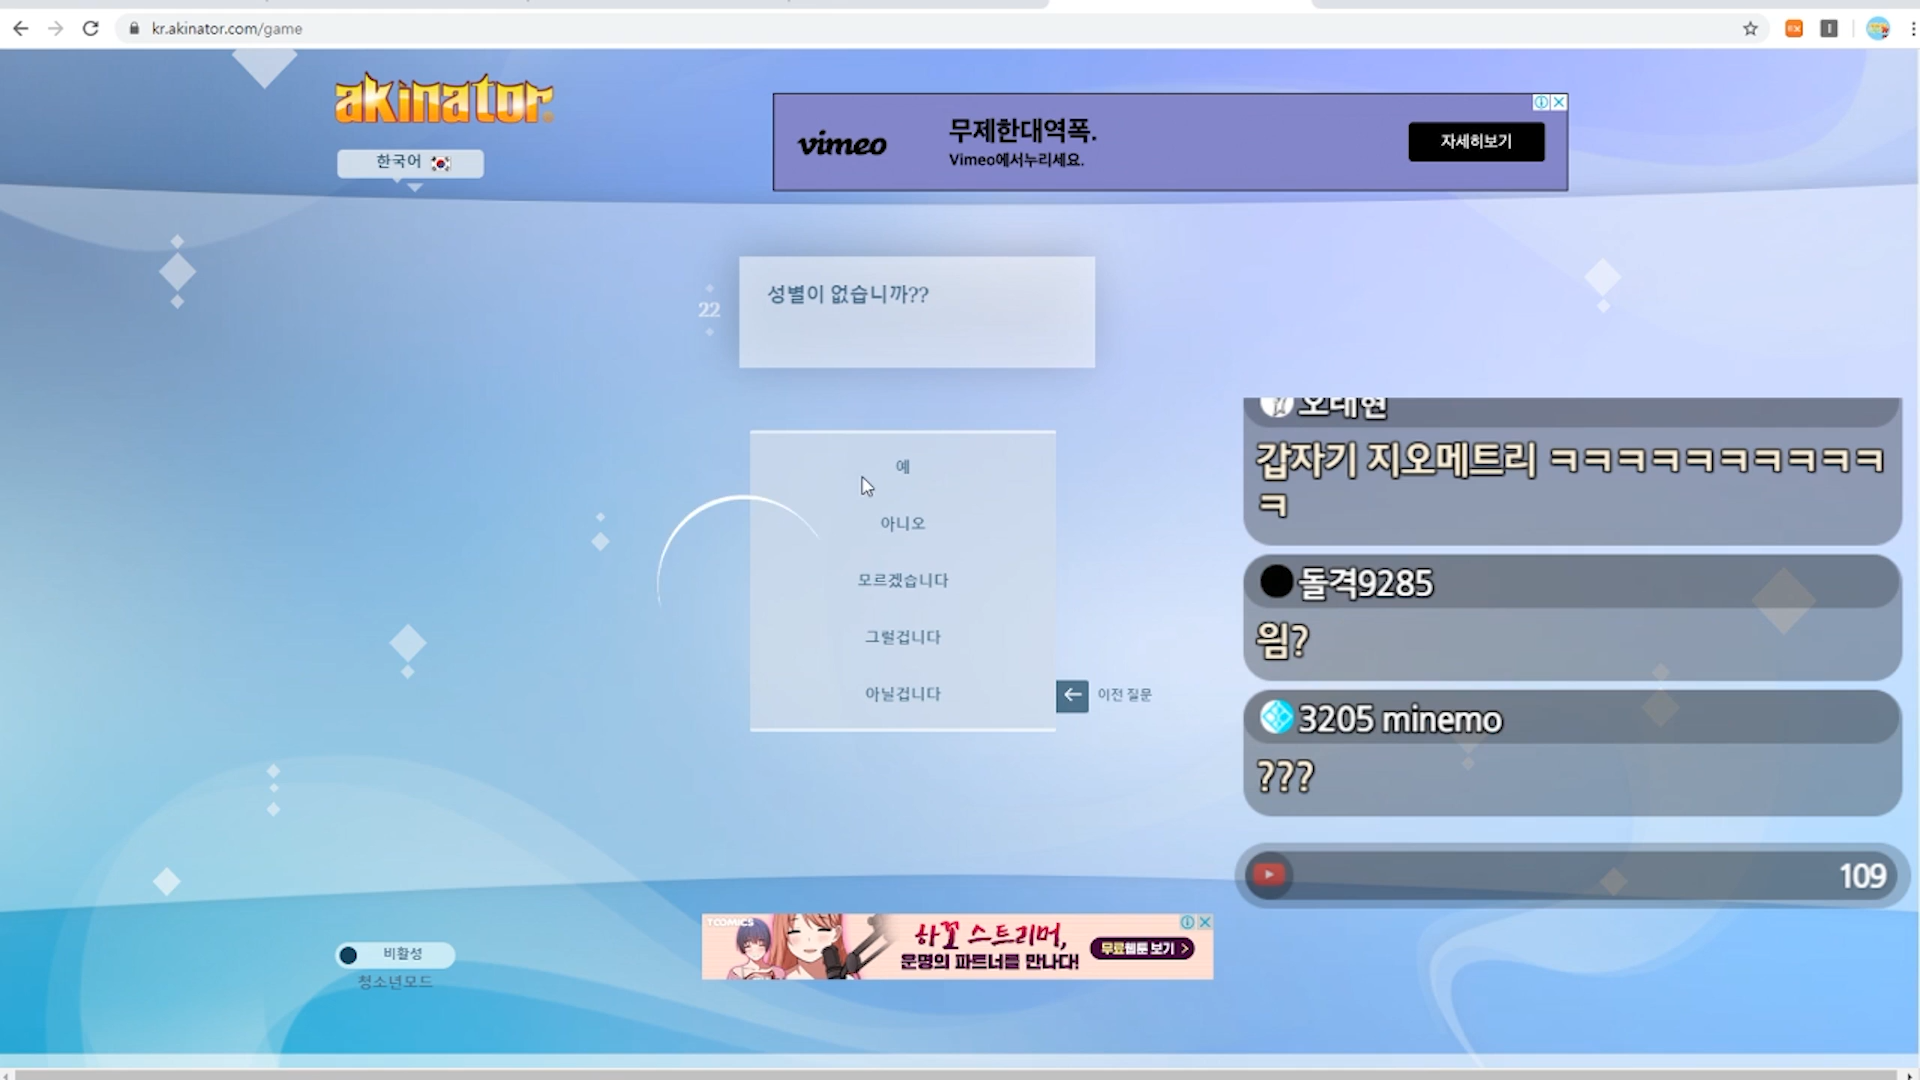 kr.akinator.com/game
akinator
한국어
vimeo
무제한대역폭.
Vimeo에서누리세요.
자세히보기
22
성별이 없습니까??
예
아니오
모르겠습니다
그럴겁니다
아닐겁니다
이전 질문
오태현
갑자기 지오메트리 ㅋㅋㅋㅋㅋㅋㅋㅋㅋㅋ
ㅋ
돌격9285
윔?
3205 minemo
???
109
TOOMICS
하꼬 스트리머,
운명의 파트너를 만나다!
무료웹툰 보기 >
비활성
청소년모드